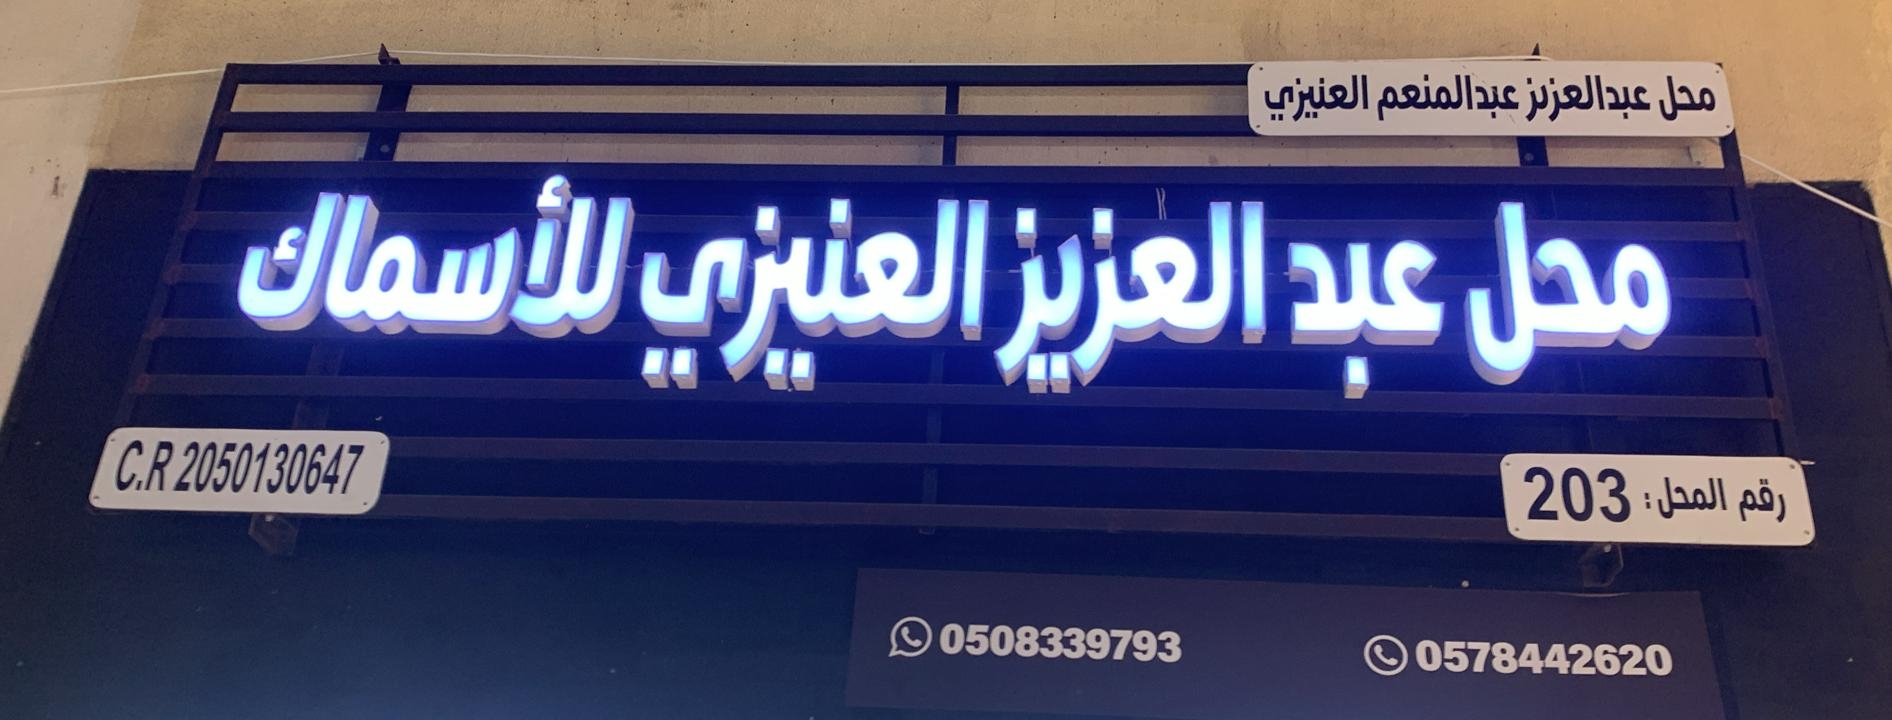 محل عبدالعزيز عبدالمنعم العنيزي
محل عبد العزيز العنيزي للأسماك
رقم المحل: 203
C.R 2050130647
0578442620
0508339793